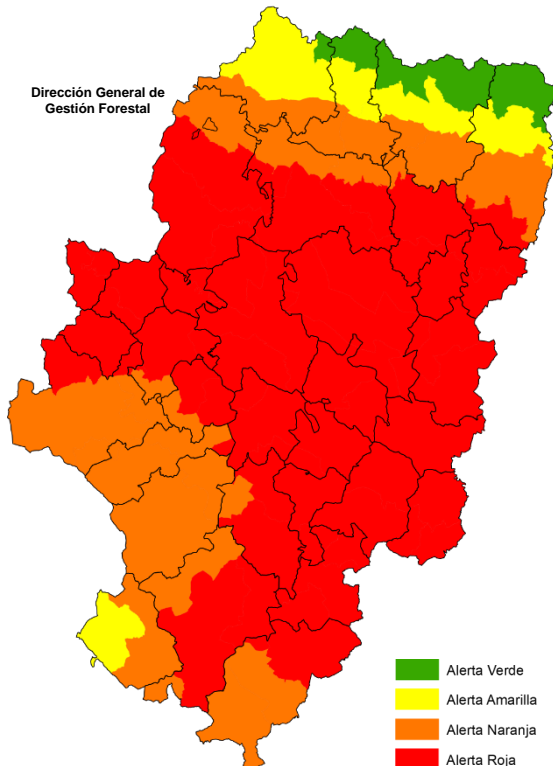 Dirección General de
Gestión Forestal
Alerta Verde
Alerta Amarilla
Alerta Naranja
Alerta Roja